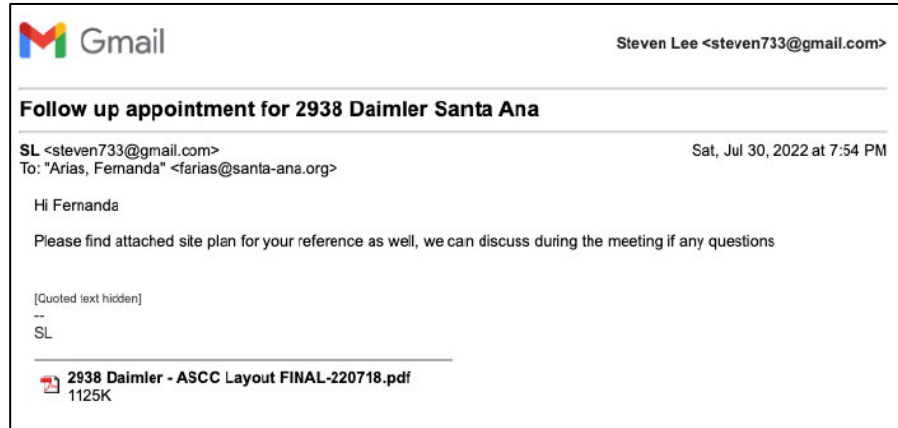 Gmail
Steven Lee <steven733@gmail.com>
Follow up appointment for 2938 Daimler Santa Ana
SL <steven733@gmail.com>
Sat, Jul 30, 2022 at 7:54 PM
To: "Arias, Fernanda" <farias@santa-ana.org>
Hi Fernanda
Please find attached site plan for your reference as well, we can discuss during the meeting if any questions
[Quoted text hidden]
--
SL
2938 Daimler - ASCC Layout FINAL-220718.pdf
1125K